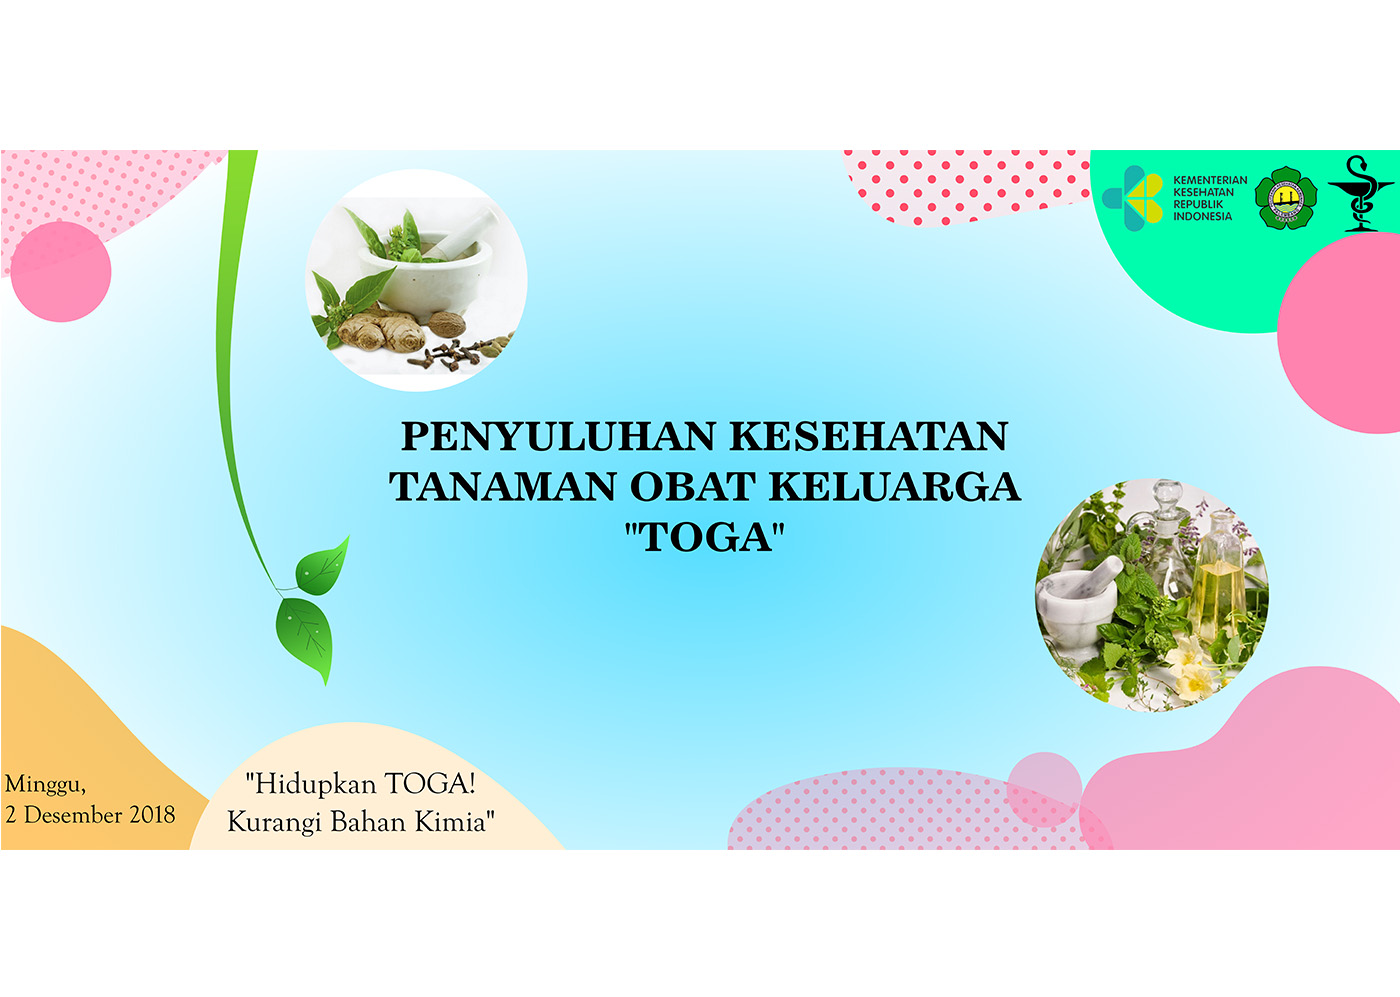 KEMENTERIAN
KESEHATAN
REPUBLIK
INDONESIA
PENYULUHAN KESEHATAN
TANAMAN OBAT KELUARGA
"TOGA"
Minggu,
2 Desember 2018
"Hidupkan TOGA!
Kurangi Bahan Kimia"